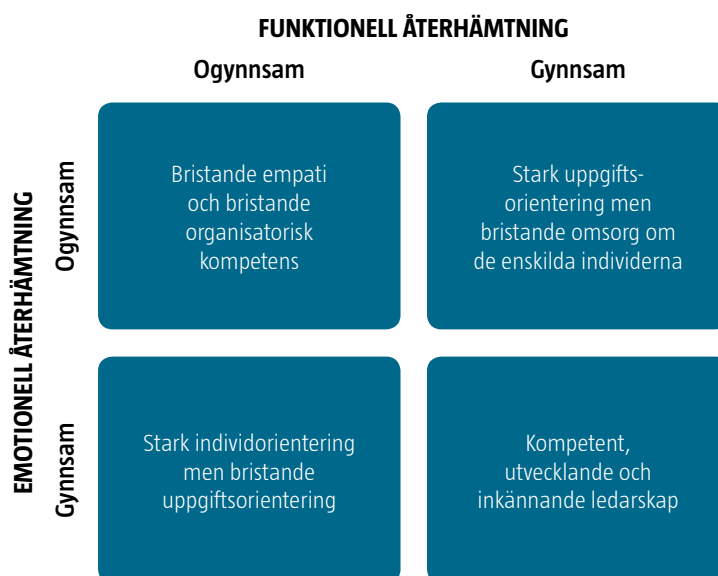 FUNKTIONELL ÅTERHÄMTNING
Ogynnsam
Gynnsam
EMOTIONELL ÅTERHÄMTNING
Ogynnsam
Bristande empati
och bristande
organisatorisk
kompetens
Stark uppgifts-
orientering men
bristande omsorg om
de enskilda individerna
Gynnsam
Stark individorientering
men bristande
uppgiftsorientering
Kompetent,
utvecklande och
inkännande ledarskap